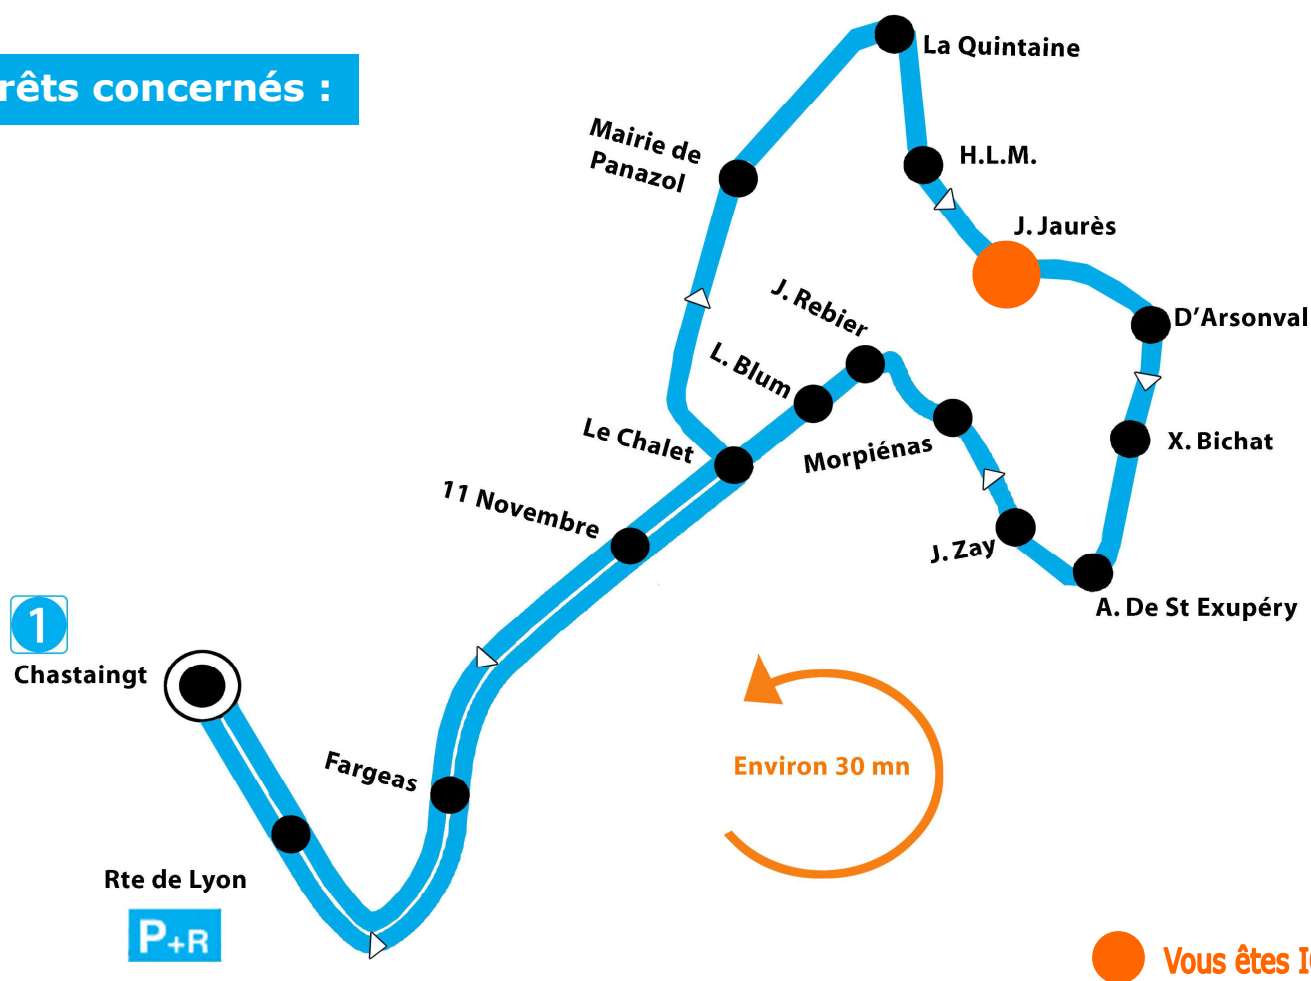 rêts concernés :
La Quintaine
Mairie de
Panazol
H.L.M.
J. Jaurès
J. Rebier
D'Arsonval
L. Blum
Le Chalet
Morpiénas
X. Bichat
11 Novembre
J. Zay
A. De St Exupéry
1
Chastaingt
Fargeas
Environ 30 mn
Rte de Lyon
P+R
Vous êtes